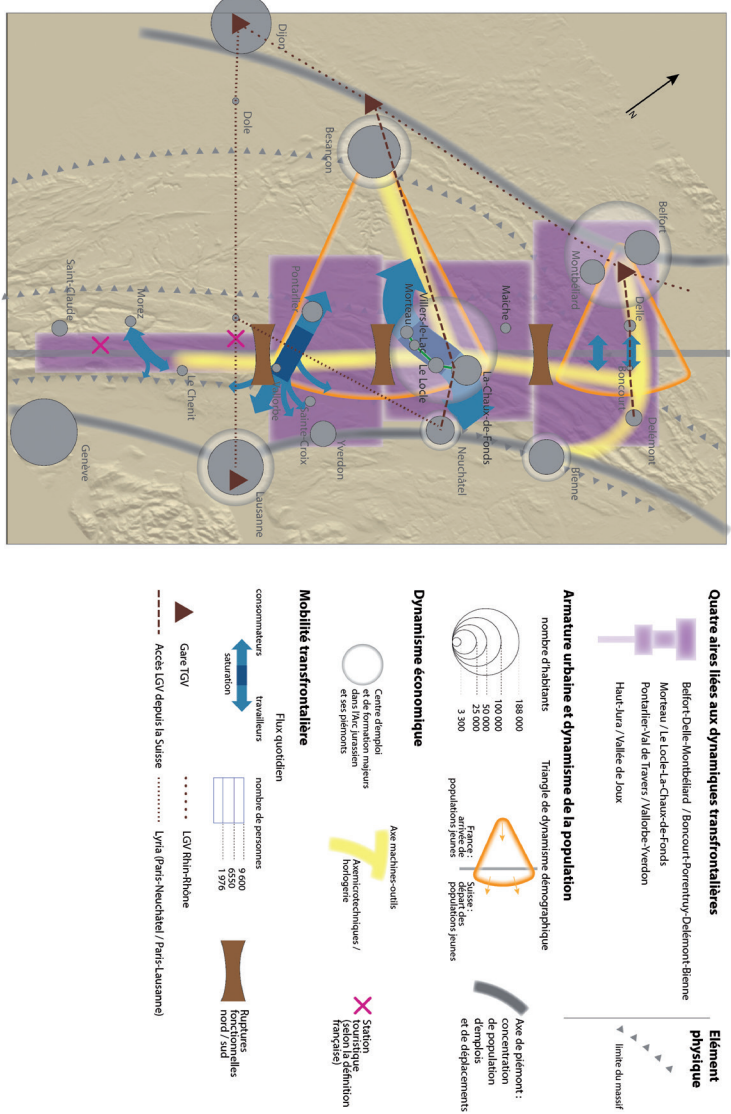 N
Dijon
Dole
Besançon
Belfort
Montbéliard
Delle
Boncourt
Delémont
Maîche
Villers-le-Lac
Morteau
Le Locle
La-Chaux-de-Fonds
Pontarlier
Saint-Claude
Morez
Le Chenit
Vallorbe
Sainte-Croix
Yverdon
Neuchâtel
Bienne
Lausanne
Genève
Quatre aires liées aux dynamiques transfrontalières
Belfort-Delle-Montbéliard / Boncourt-Porrentruy-Delémont-Bienne
Morteau / Le Locle-La-Chaux-de-Fonds
Pontarlier-Val de Travers / Vallorbe-Yverdon
Haut-Jura / Vallée de Joux
Elément
physique
limite du massif
Armature urbaine et dynamisme de la population
nombre d'habitants
188 000
100 000
50 000
25 000
3 300
Triangle de dynamisme démographique
France :
arrivée de
populations jeunes
Suisse :
départ des
populations jeunes
Axe de piémont :
concentration
de population
d'emplois
et de déplacements
Dynamisme économique
Centre d'emploi
et de formation majeurs
dans l'Arc jurassien
et ses piémonts
Axe machines-outils
Axemicrotechniques /
horlogerie
Station
touristique
(selon la définition
française)
Mobilité transfrontalière
Flux quotidien
consommateurs
travailleurs
saturation
nombre de personnes
9 600
6550
1 976
Ruptures
fonctionnelles
nord / sud
Gare TGV
LGV Rhin-Rhône
Accès LGV depuis la Suisse
Lyria (Paris-Neuchâtel / Paris-Lausanne)